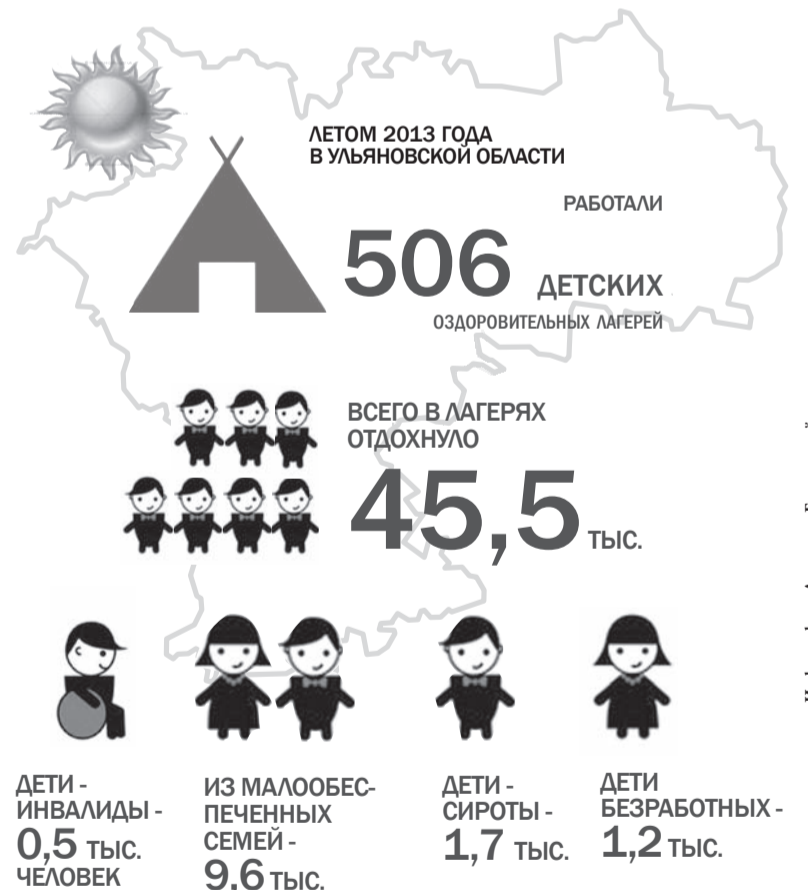 ЛЕТОМ 2013 ГОДА
В УЛЬЯНОВСКОЙ ОБЛАСТИ
РАБОТАЛИ
506 ДЕТСКИХ
ОЗДОРОВИТЕЛЬНЫХ ЛАГЕРЕЙ
ВСЕГО В ЛАГЕРЯХ
ОТДОХНУЛО
45,5 ТЫС.
ДЕТИ -
ИНВАЛИДЫ -
0,5 ТЫС.
ЧЕЛОВЕК
ИЗ МАЛООБЕС-
ПЕЧЕННЫХ
СЕМЕЙ -
9,6 ТЫС.
ДЕТИ -
СИРОТЫ -
1,7 ТЫС.
ДЕТИ
БЕЗРАБОТНЫХ -
1,2 ТЫС.